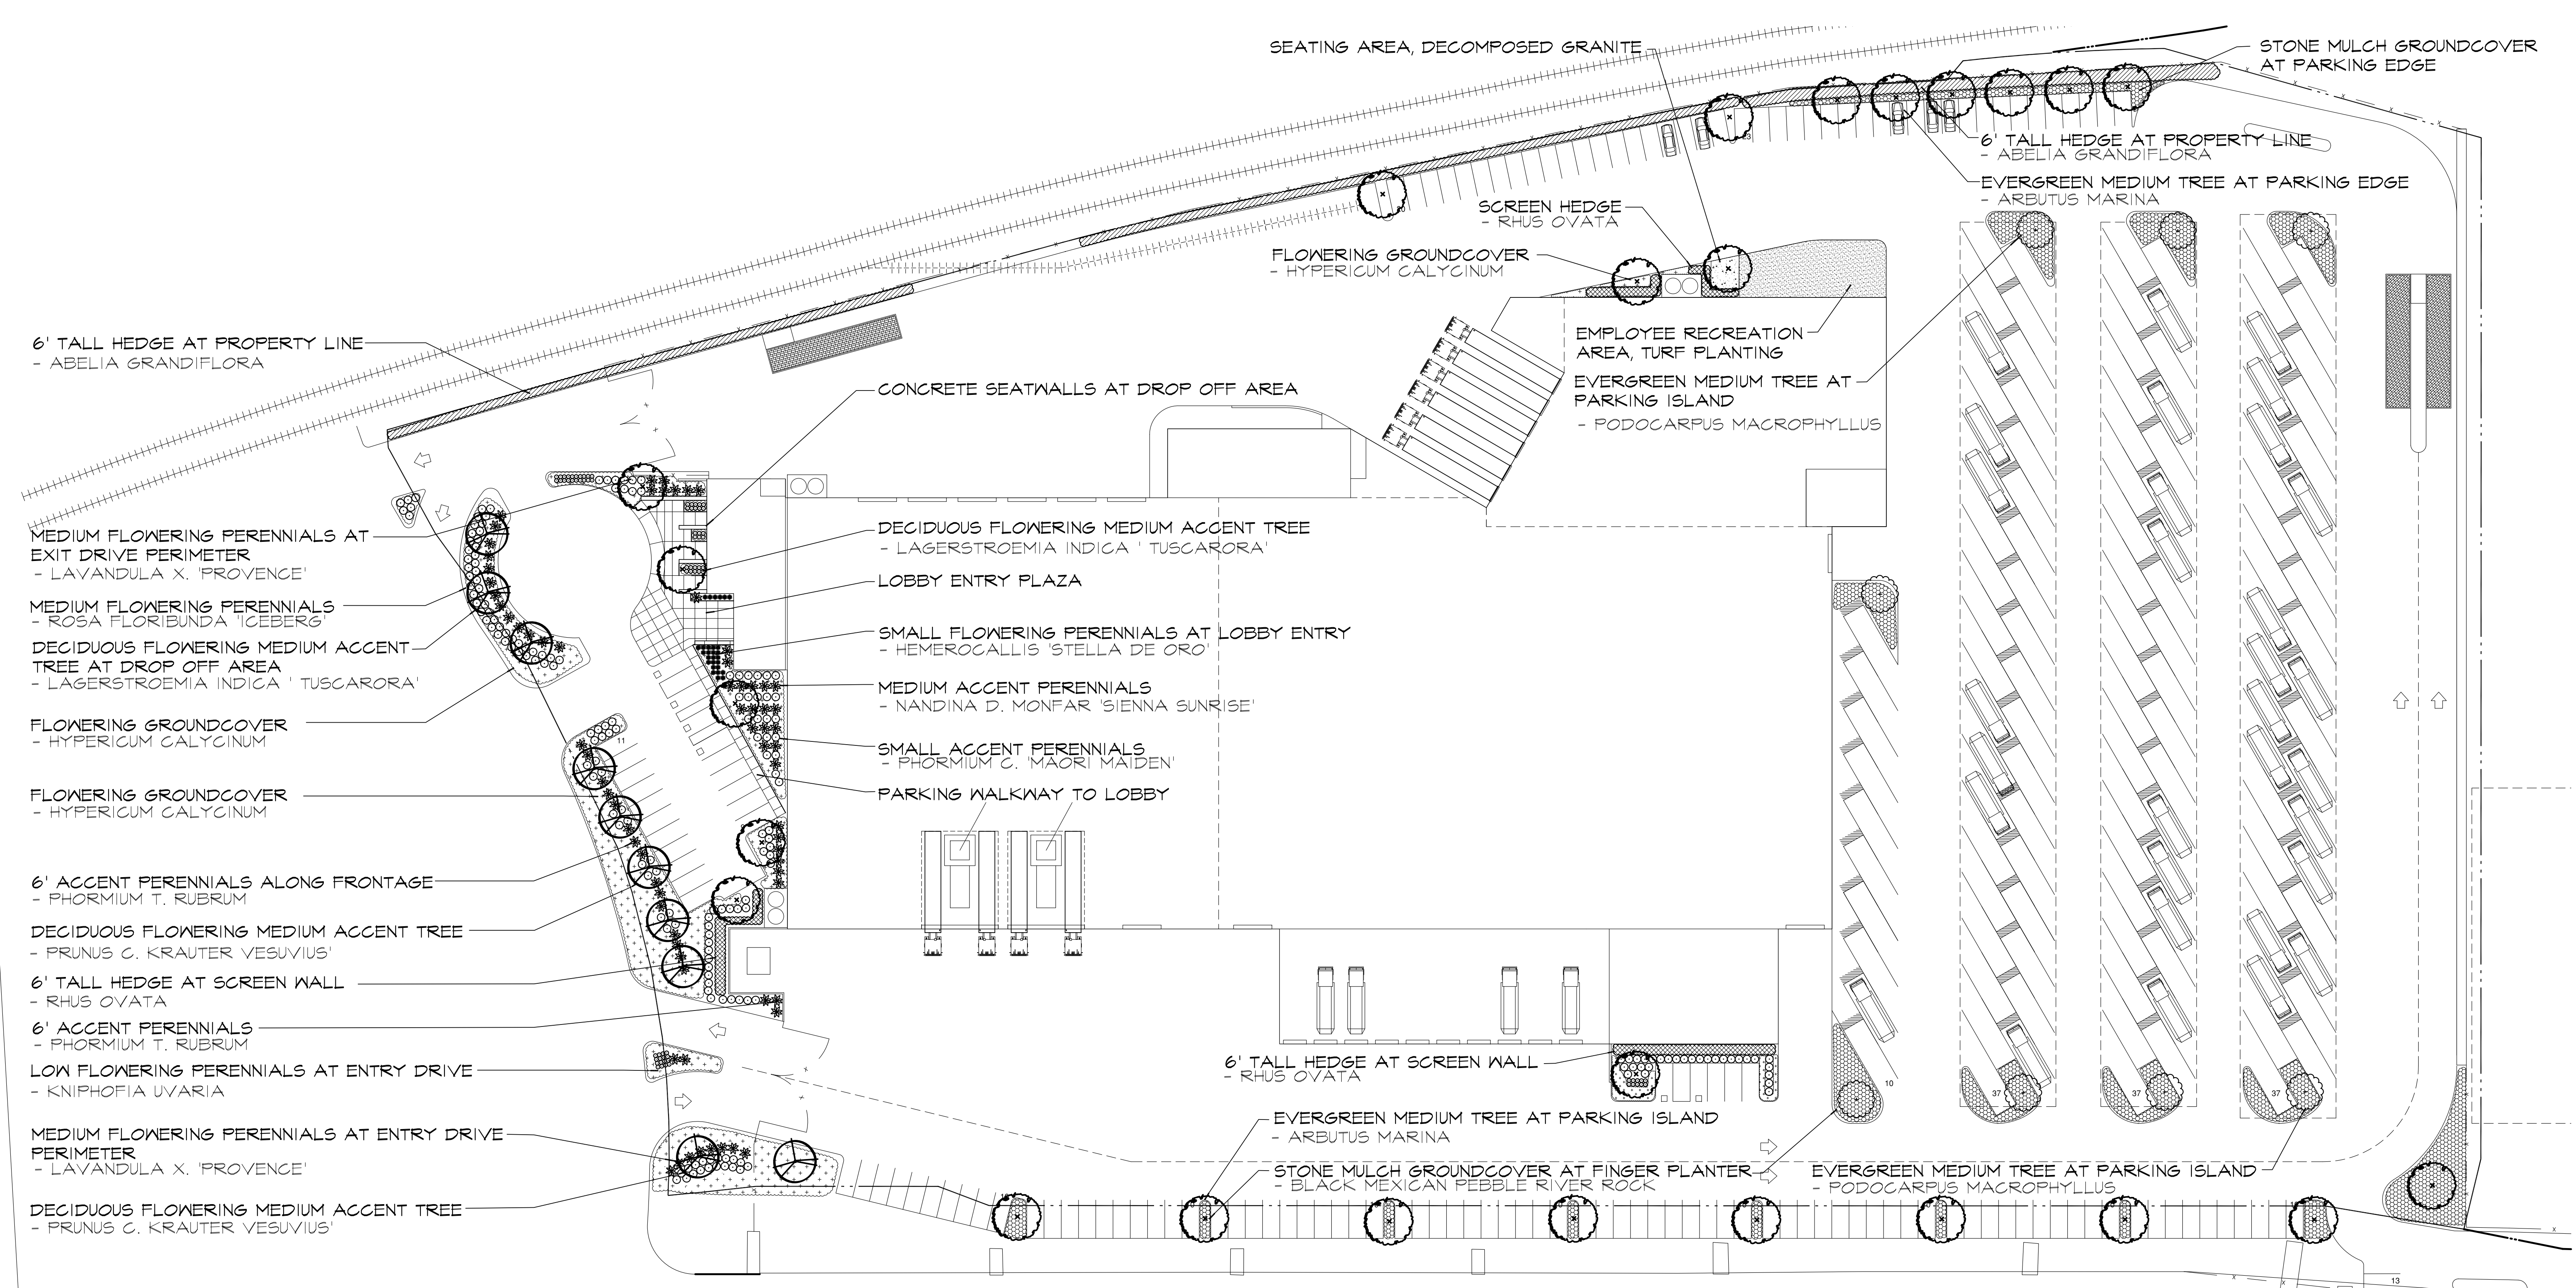 SEATING AREA, DECOMPOSED GRANITE
STONE MULCH GROUNDCOVER
AT PARKING EDGE
6' TALL HEDGE AT PROPERTY LINE
- ABELIA GRANDIFLORA
EVERGREEN MEDIUM TREE AT PARKING EDGE
- ARBUTUS MARINA
SCREEN HEDGE
- RHUS OVATA
FLOWERING GROUNDCOVER
- HYPERICUM CALYCINUM
EMPLOYEE RECREATION
AREA, TURF PLANTING
EVERGREEN MEDIUM TREE AT
PARKING ISLAND
- PODOCARPUS MACROPHYLLUS
6' TALL HEDGE AT PROPERTY LINE
- ABELIA GRANDIFLORA
MEDIUM FLOWERING PERENNIALS AT
EXIT DRIVE PERIMETER
- LAVANDULA X. 'PROVENCE'
MEDIUM FLOWERING PERENNIALS
- ROSA FLORIBUNDA 'ICEBERG'
DECIDUOUS FLOWERING MEDIUM ACCENT
TREE AT DROP OFF AREA
- LAGERSTROEMIA INDICA ' TUSCARORA'
FLOWERING GROUNDCOVER
- HYPERICUM CALYCINUM
FLOWERING GROUNDCOVER
- HYPERICUM CALYCINUM
6' ACCENT PERENNIALS ALONG FRONTAGE
- PHORMIUM T. RUBRUM
DECIDUOUS FLOWERING MEDIUM ACCENT TREE
- PRUNUS C. KRAUTER VESUVIUS'
6' TALL HEDGE AT SCREEN WALL
- RHUS OVATA
6' ACCENT PERENNIALS
- PHORMIUM T. RUBRUM
LOW FLOWERING PERENNIALS AT ENTRY DRIVE
- KNIPHOFIA UVARIA
MEDIUM FLOWERING PERENNIALS AT ENTRY DRIVE
PERIMETER
- LAVANDULA X. 'PROVENCE'
DECIDUOUS FLOWERING MEDIUM ACCENT TREE
- PRUNUS C. KRAUTER VESUVIUS'
CONCRETE SEATWALLS AT DROP OFF AREA
DECIDUOUS FLOWERING MEDIUM ACCENT TREE
- LAGERSTROEMIA INDICA ' TUSCARORA'
LOBBY ENTRY PLAZA
SMALL FLOWERING PERENNIALS AT LOBBY ENTRY
- HEMEROCALLIS 'STELLA DE ORO'
MEDIUM ACCENT PERENNIALS
- NANDINA D. MONFAR 'SIENNA SUNRISE'
SMALL ACCENT PERENNIALS
- PHORMIUM C. 'MAORI MAIDEN'
PARKING WALKWAY TO LOBBY
11
6' TALL HEDGE AT SCREEN WALL
- RHUS OVATA
EVERGREEN MEDIUM TREE AT PARKING ISLAND
- ARBUTUS MARINA
STONE MULCH GROUNDCOVER AT FINGER PLANTER
- BLACK MEXICAN PEBBLE RIVER ROCK
EVERGREEN MEDIUM TREE AT PARKING ISLAND
- PODOCARPUS MACROPHYLLUS
10
37
37
37
13